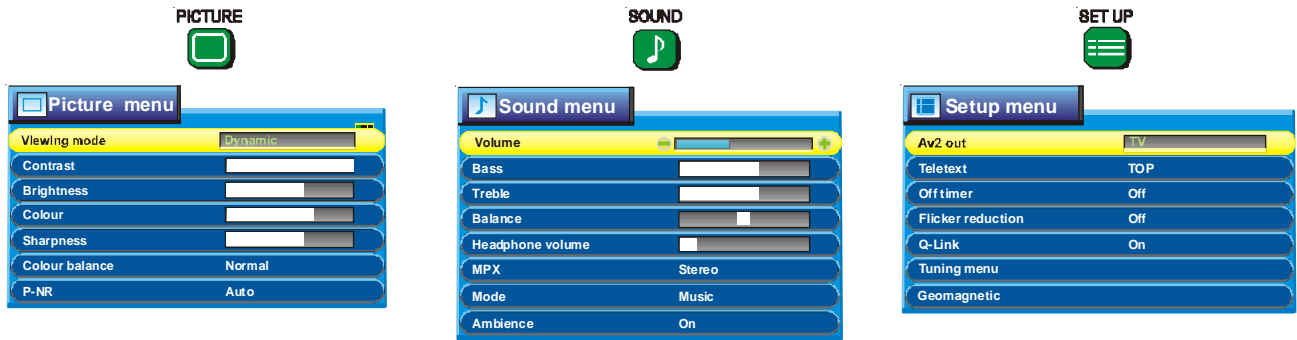 PICTURE
Picture menu
Viewing mode Dynamic
Contrast
Brightness
Colour
Sharpness
Colour balance Normal
P-NR Auto
SOUND
Sound menu
Volume
Bass
Treble
Balance
Headphone volume
MPX Stereo
Mode Music
Ambience On
SET UP
Setup menu
Av2 out TV
Teletext TOP
Off timer Off
Flicker reduction Off
Q-Link On
Tuning menu
Geomagnetic